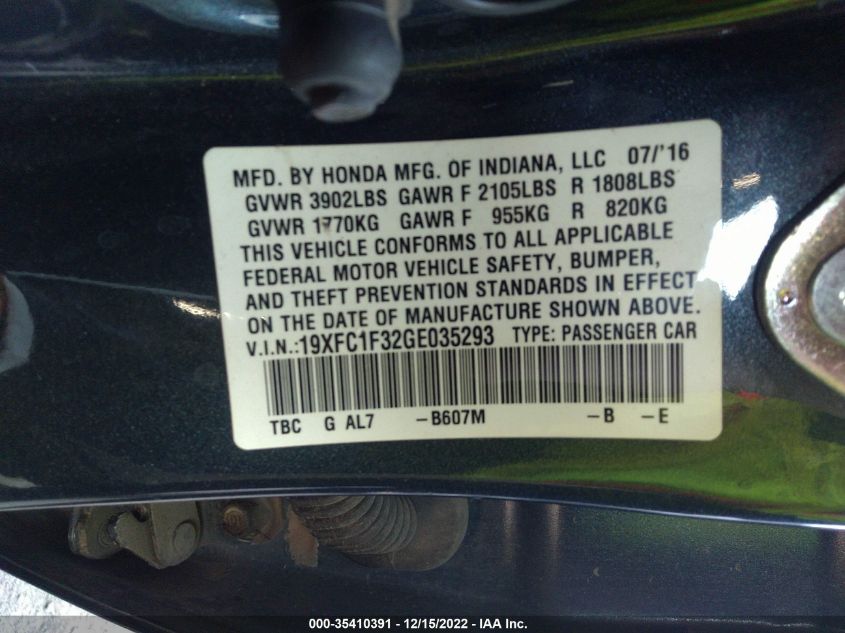 MFD. BY HONDA MFG. OF INDIANA, LLC 07/'16
GVWR 3902LBS GAWR F 2105LBS R 1808LBS
GVWR 1770KG GAWR F 955KG R 820KG
THIS VEHICLE CONFORMS TO ALL APPLICABLE
FEDERAL MOTOR VEHICLE SAFETY, BUMPER,
AND THEFT PREVENTION STANDARDS IN EFFECT
ON THE DATE OF MANUFACTURE SHOWN ABOVE.
V.I.N.:19XFC1F32GE035293 TYPE: PASSENGER CAR
TBC G AL7 –B607M –B –E
000-35410391 - 12/15/2022 - IAA Inc.